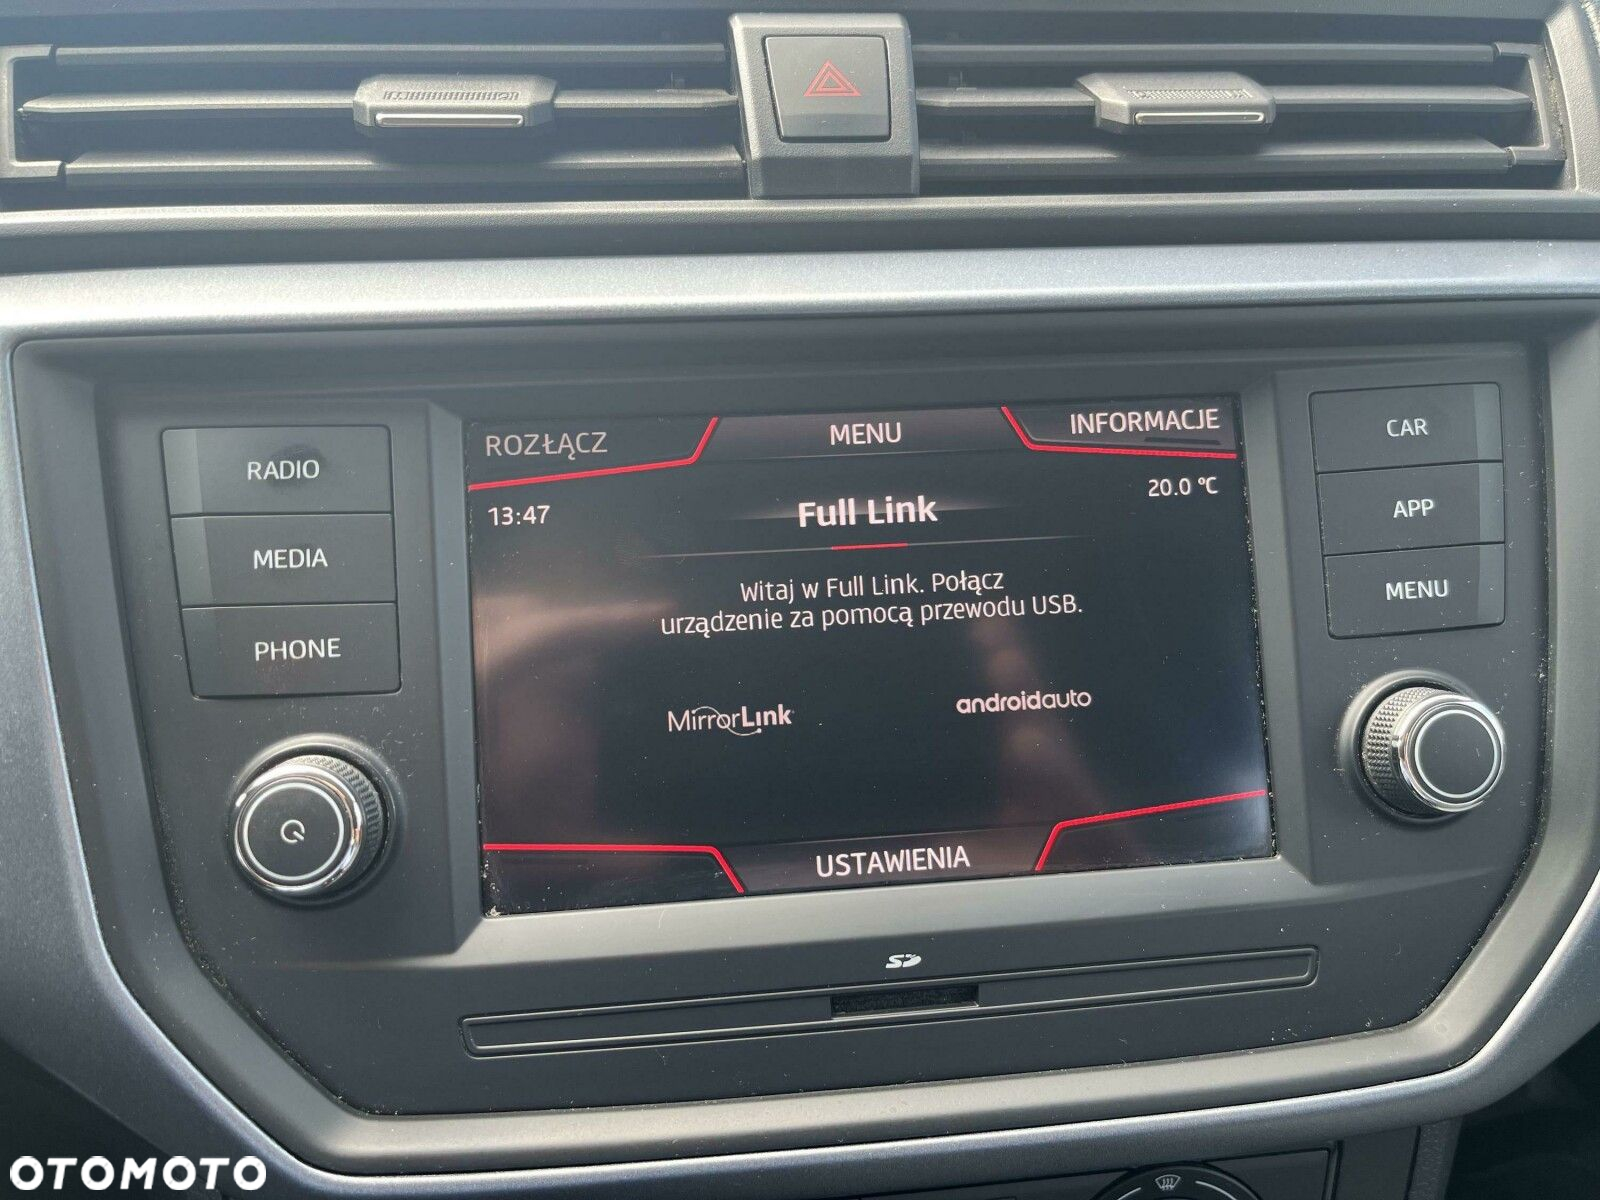 ROZŁĄCZ
MENU
INFORMACJE
13:47
Full Link
20.0 °C
Witaj w Full Link. Połącz
urządzenie za pomocą przewodu USB.
MirrorLink
androidauto
USTAWIENIA
RADIO
MEDIA
PHONE
CAR
APP
MENU
SD
OTOMOTO